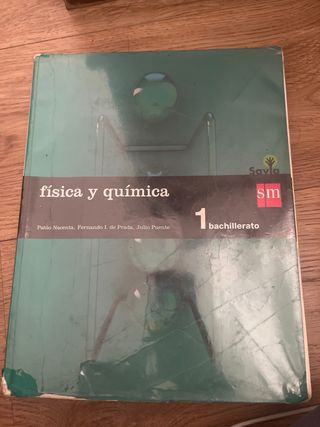 Savia
física y química
sm
Pablo Nacenta, Fernando I. de Prada, Julio Puente
1 bachillerato